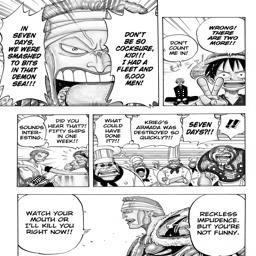 WRONG!
THERE
ARE TWO
MORE!!
DON'T
COUNT
ME IN!
DON'T
BE SO
COCKSURE,
KID!! I
HAD A
FLEET AND
5,000
MEN!
IN
SEVEN
DAYS, WE
WERE
SMASHED
TO BITS
IN THAT
DEMON
SEA!!!
!!
SEVEN
DAYS?!!
KRIEG'S
ARMADA WAS
DESTROYED SO
QUICKLY?!!
WHAT
COULD
HAVE
DONE
IT?!!
DID YOU
HEAR THAT?!
FIFTY SHIPS
IN ONE
WEEK!!
SOUNDS
INTER-
ESTING.
RECKLESS
IMPUDENCE.
BUT YOU'RE
NOT FUNNY.
WATCH YOUR
MOUTH OR
I'LL KILL YOU
RIGHT NOW!!